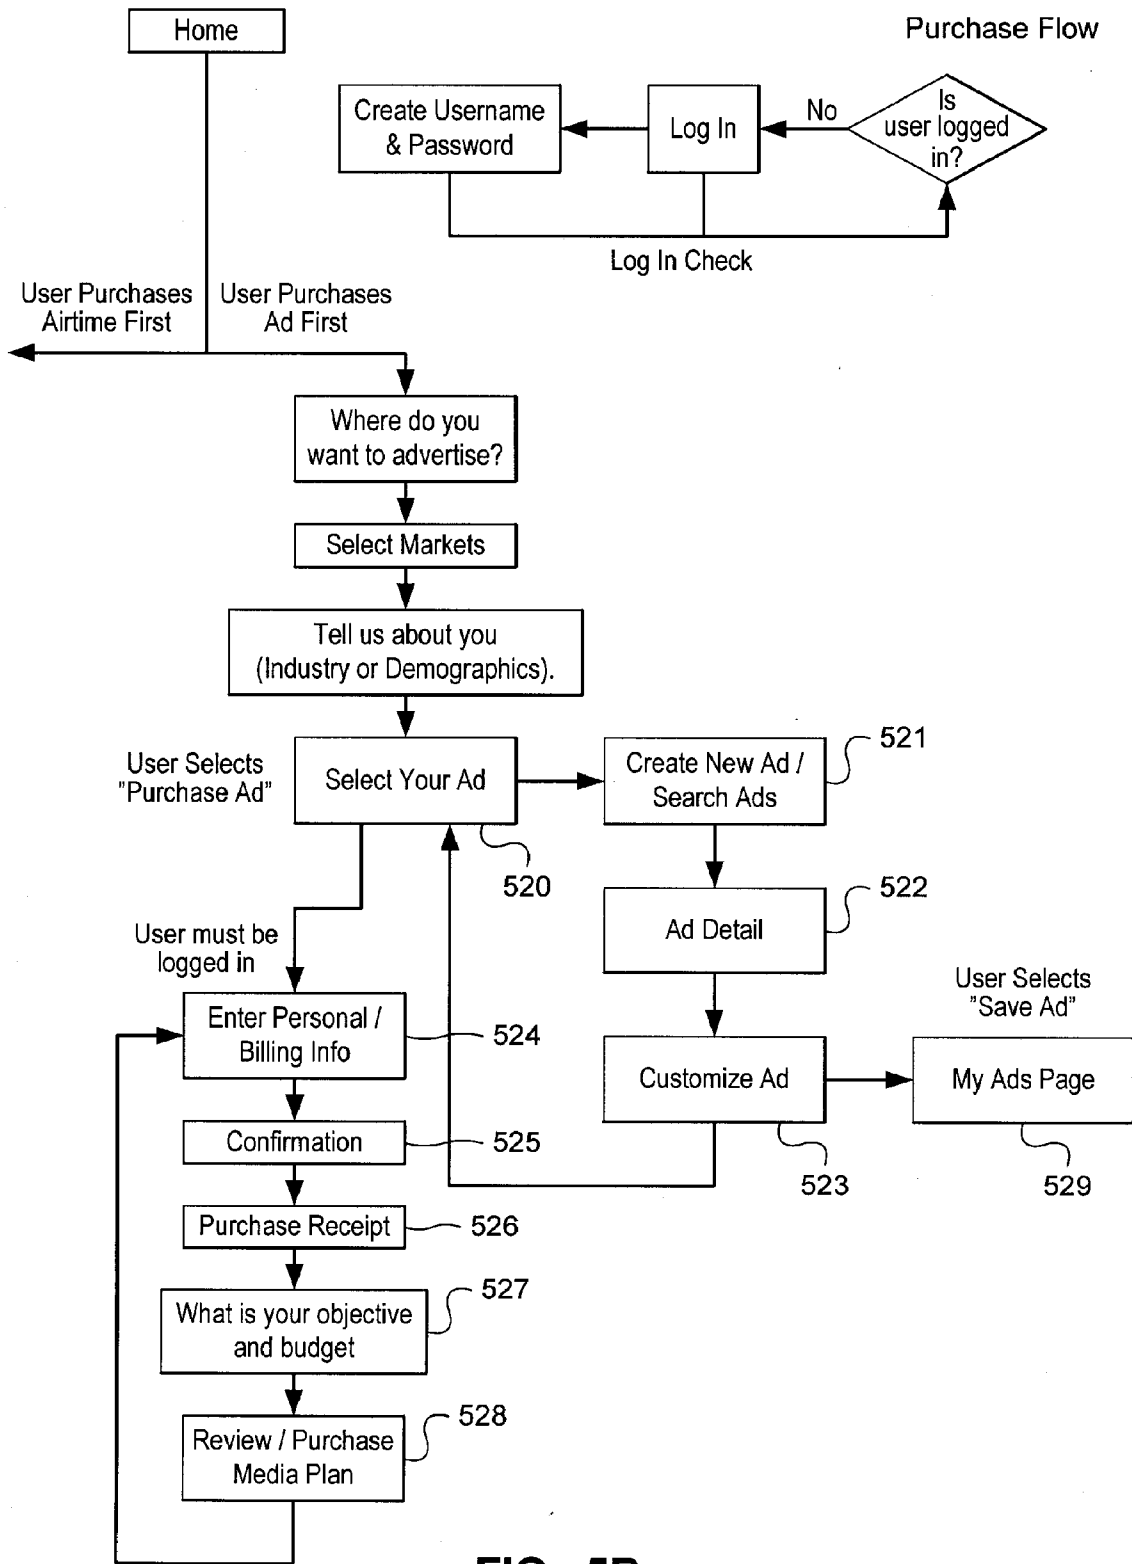 Home
Purchase Flow
Create Username
& Password
Log In
No
Is
user logged
in?
Log In Check
User Purchases
Airtime First
User Purchases
Ad First
Where do you
want to advertise?
Select Markets
Tell us about you
(Industry or Demographics).
User Selects
"Purchase Ad"
Select Your Ad
520
Create New Ad /
Search Ads
521
Ad Detail
522
User must be
logged in
Enter Personal /
Billing Info
524
Customize Ad
523
User Selects
"Save Ad"
My Ads Page
529
Confirmation
525
Purchase Receipt
526
What is your objective
and budget
527
Review / Purchase
Media Plan
528
FIG. 5B